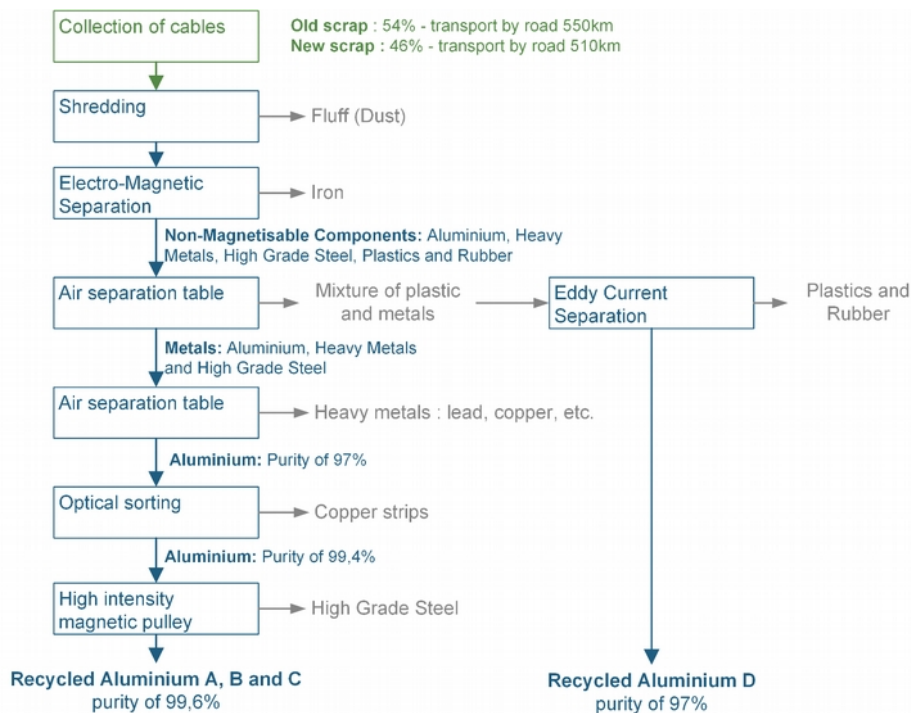 Collection of cables
Old scrap : 54% - transport by road 550km
New scrap : 46% - transport by road 510km
Shredding
Fluff (Dust)
Electro-Magnetic
Separation
Iron
Non-Magnetisable Components: Aluminium, Heavy
Metals, High Grade Steel, Plastics and Rubber
Air separation table
Mixture of plastic
and metals
Eddy Current
Separation
Plastics and
Rubber
Metals: Aluminium, Heavy Metals
and High Grade Steel
Air separation table
Heavy metals : lead, copper, etc.
Aluminium: Purity of 97%
Optical sorting
Copper strips
Aluminium: Purity of 99,4%
High intensity
magnetic pulley
High Grade Steel
Recycled Aluminium A, B and C
purity of 99,6%
Recycled Aluminium D
purity of 97%